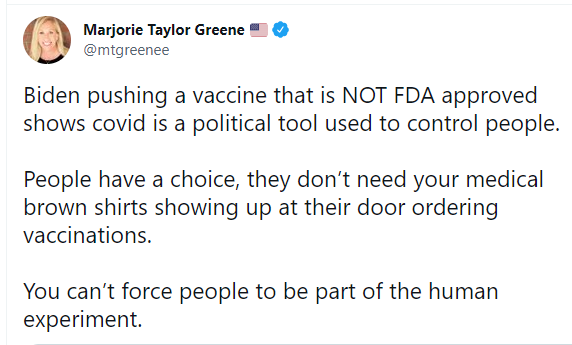 Marjorie Taylor Greene 🇺🇸
@mtgreenee
Biden pushing a vaccine that is NOT FDA approved
shows covid is a political tool used to control people.
People have a choice, they don’t need your medical
brown shirts showing up at their door ordering
vaccinations.
You can’t force people to be part of the human
experiment.